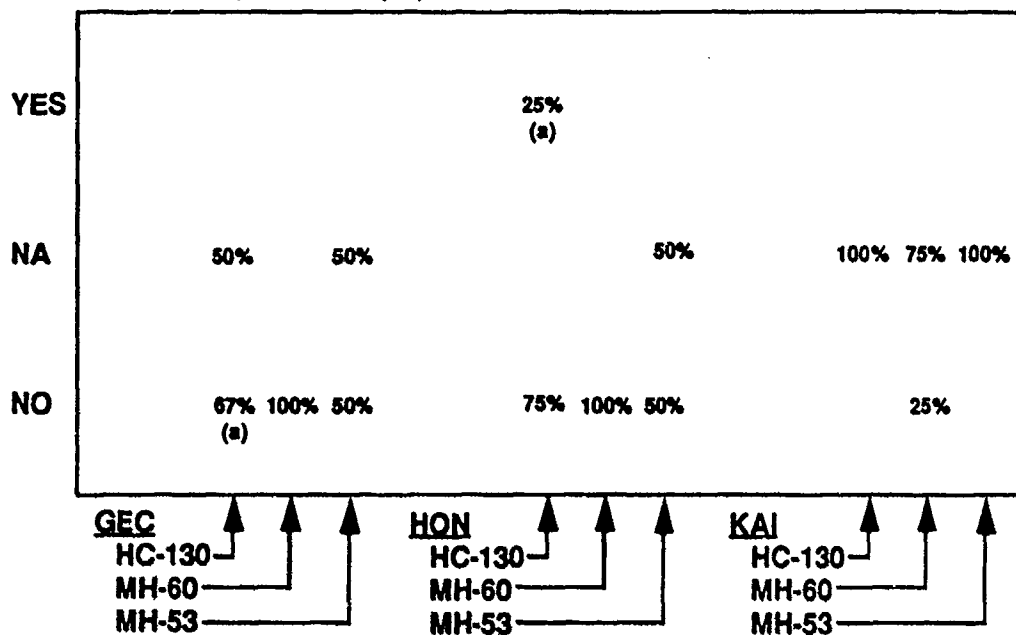 YES 25%
(a)
NA 50% 50% 50% 100% 75% 100%
NO 67% 100% 50% 75% 100% 50% 25%
(a)
GEC HON KAI
HC-130 HC-130 HC-130
MH-60 MH-60 MH-60
MH-53 MH-53 MH-53